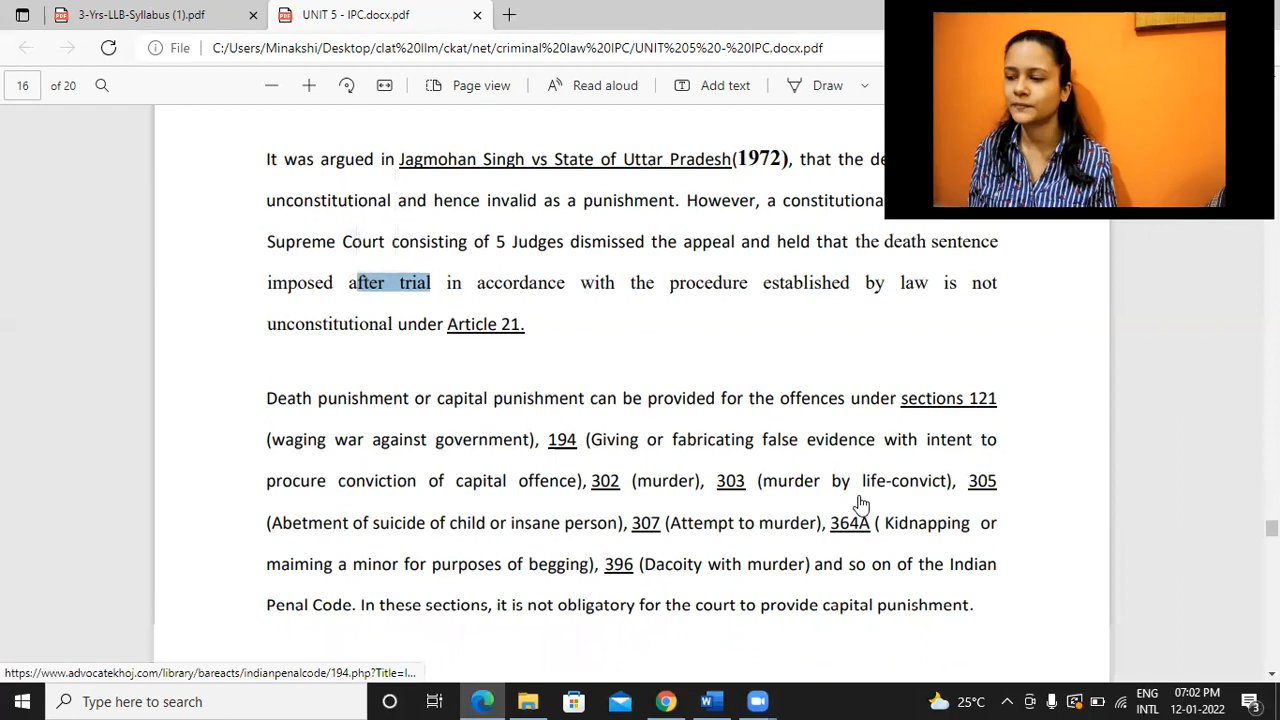 3-Yrs-LLB-Syllabus (1).pdf
UNIT 5 - IPC.docx.pdf
File
C:/Users/Minakshi/Desktop/clat%20llm/ckat/net/criminal%20law%20IPC/UNIT%205%20-%20IPC.docx.pdf
16 of 20
Page view
Read aloud
Add text
Draw
It was argued in Jagmohan Singh vs State of Uttar Pradesh(1972), that the
unconstitutional and hence invalid as a punishment. However, a constitutional
Supreme Court consisting of 5 Judges dismissed the appeal and held that the death sentence
imposed after trial in accordance with the procedure established by law is not
unconstitutional under Article 21.
Death punishment or capital punishment can be provided for the offences under sections 121
(waging war against government), 194 (Giving or fabricating false evidence with intent to
procure conviction of capital offence), 302 (murder), 303 (murder by life-convict), 305
(Abetment of suicide of child or insane person), 307 (Attempt to murder), 364A ( Kidnapping or
maiming a minor for purposes of begging), 396 (Dacoity with murder) and so on of the Indian
Penal Code. In these sections, it is not obligatory for the court to provide capital punishment.
https://www.advocatekhoj.com/library/bareacts/indianpenalcode/194.php?Title=I...
Type here to search
25°C
ENG
INTL
07:02 PM
12-01-2022
3